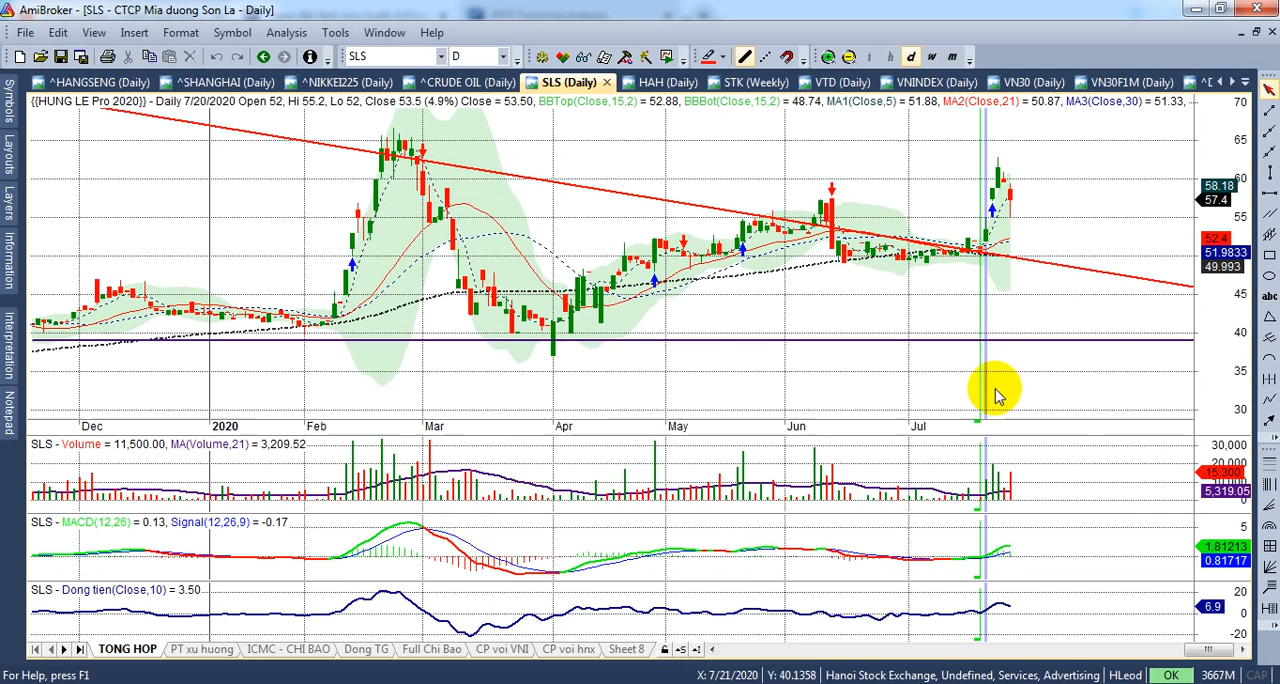 AmiBroker - [SLS - CTCP Mia duong Son La - Daily]
File Edit View Insert Format Symbol Analysis Tools Window Help
SLS D i h d w m
^HANGSENG (Daily) ^SHANGHAI (Daily) ^NIKKEI225 (Daily) ^CRUDE OIL (Daily) SLS (Daily) HAH (Daily) STK (Weekly) VTD (Daily) VNINDEX (Daily) VN30 (Daily) VN30F1M (Daily)
Symbols
Layouts
Layers
Information
Interpretation
Notepad
{{HUNG LE Pro 2020}} - Daily 7/20/2020 Open 52, Hi 55.2, Lo 52, Close 53.5 (4.9%) Close = 53.50, BBTop(Close,15,2) = 52.88, BBBot(Close,15,2) = 48.74, MA1(Close,5) = 51.88, MA2(Close,21) = 50.87, MA3(Close,30) = 51.33,
70
65
60
58.18
57.4
55
52.4
51.9833
49.993
45
40
35
30
Dec 2020 Feb Mar Apr May Jun Jul
SLS - Volume = 11,500.00, MA(Volume,21) = 3,209.52
30,000
20,000
15,300
5,319.05
SLS - MACD(12,26) = 0.13, Signal(12,26,9) = -0.17
5
1.81213
0.81717
SLS - Dong tien(Close,10) = 3.50
20
6.9
0
-20
abc
TONG HOP PT xu huong ICMC - CHI BAO Dong TG Full Chi Bao CP voi VNI CP voi hnx Sheet 8
For Help, press F1 X: 7/21/2020 Y: 40.1358 Hanoi Stock Exchange, Undefined, Services, Advertising HLeod OK 3667M CAP